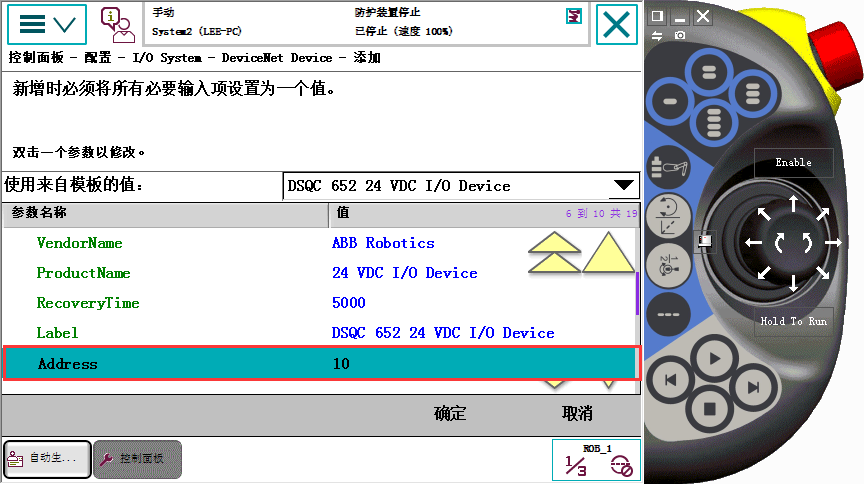 手动
防护装置停止
System2 (LEE-PC)
已停止 (速度 100%)
控制面板 - 配置 - I/O System - DeviceNet Device - 添加
新增时必须将所有必要输入项设置为一个值。
双击一个参数以修改。
使用来自模板的值:
DSQC 652 24 VDC I/O Device
参数名称
值
6 到 10 共 19
VendorName
ABB Robotics
ProductName
24 VDC I/O Device
RecoveryTime
5000
Label
DSQC 652 24 VDC I/O Device
Address
10
确定
取消
自动生...
控制面板
ROB_1
1/3
Enable
Hold To Run